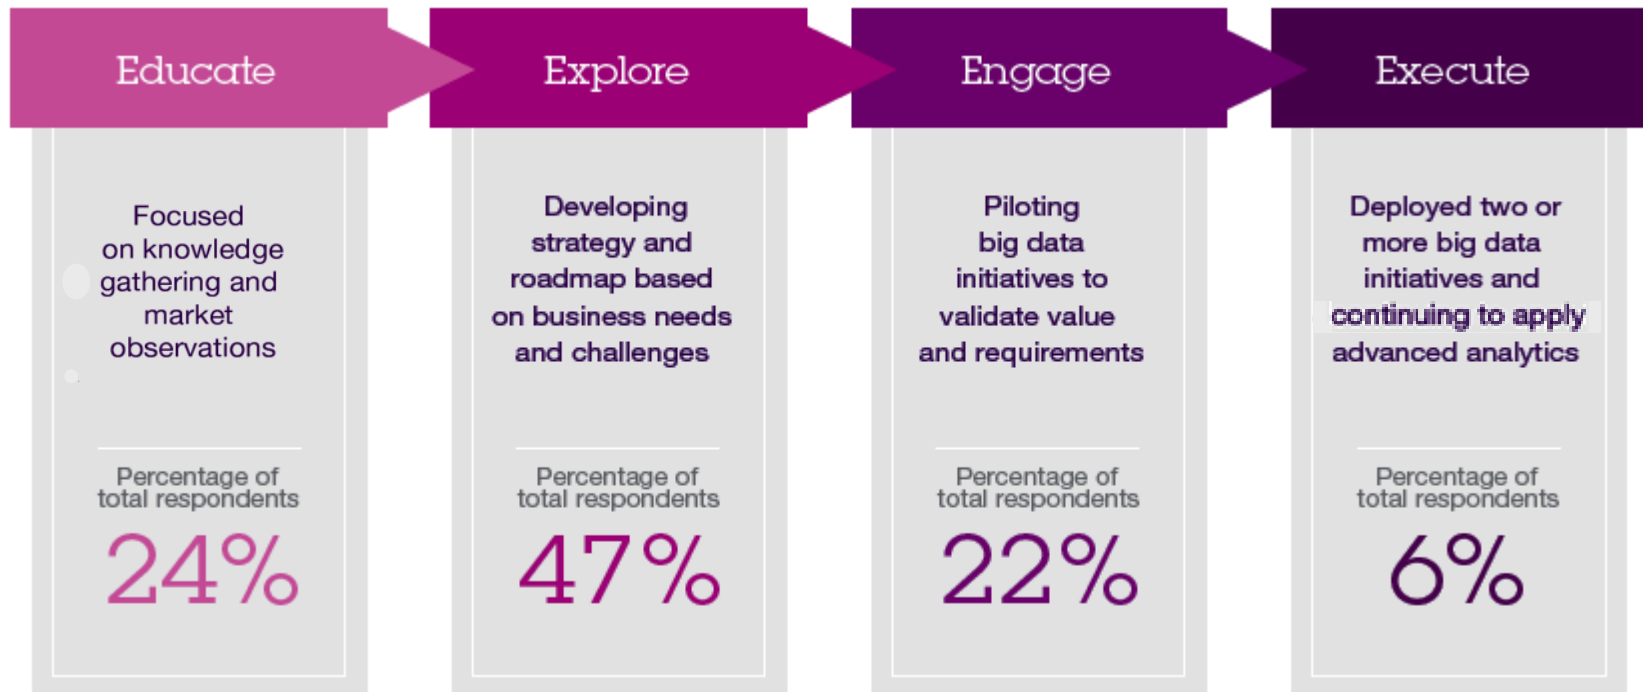 Educate
Focused
on knowledge
gathering and
market
observations
Percentage of
total respondents
24%
Explore
Developing
strategy and
roadmap based
on business needs
and challenges
Percentage of
total respondents
47%
Engage
Piloting
big data
initiatives to
validate value
and requirements
Percentage of
total respondents
22%
Execute
Deployed two or
more big data
initiatives and
continuing to apply
advanced analytics
Percentage of
total respondents
6%